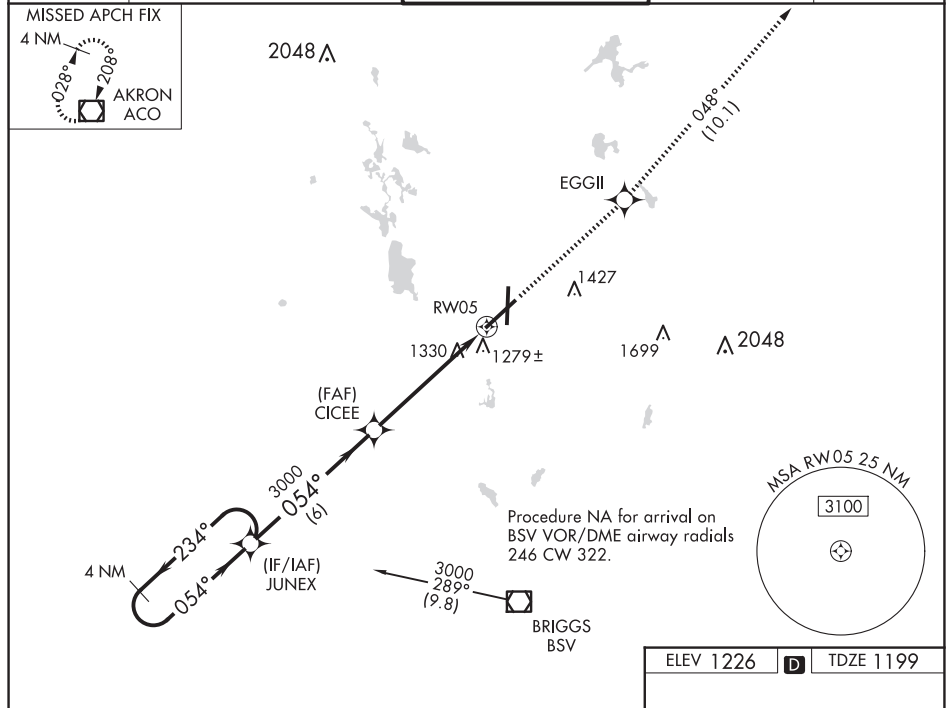 MISSED APCH FIX
4 NM
028°
208°
AKRON
ACO
2048
048°
(10.1)
EGGII
1427
RW05
1330
1279±
1699
2048
(FAF)
CICEE
3000
054°
(6)
MSA RW05 25 NM
3100
Procedure NA for arrival on
BSV VOR/DME airway radials
246 CW 322.
234°
4 NM
054°
(IF/IAF)
JUNEX
3000
289°
(9.8)
BRIGGS
BSV
ELEV 1226 D TDZE 1199